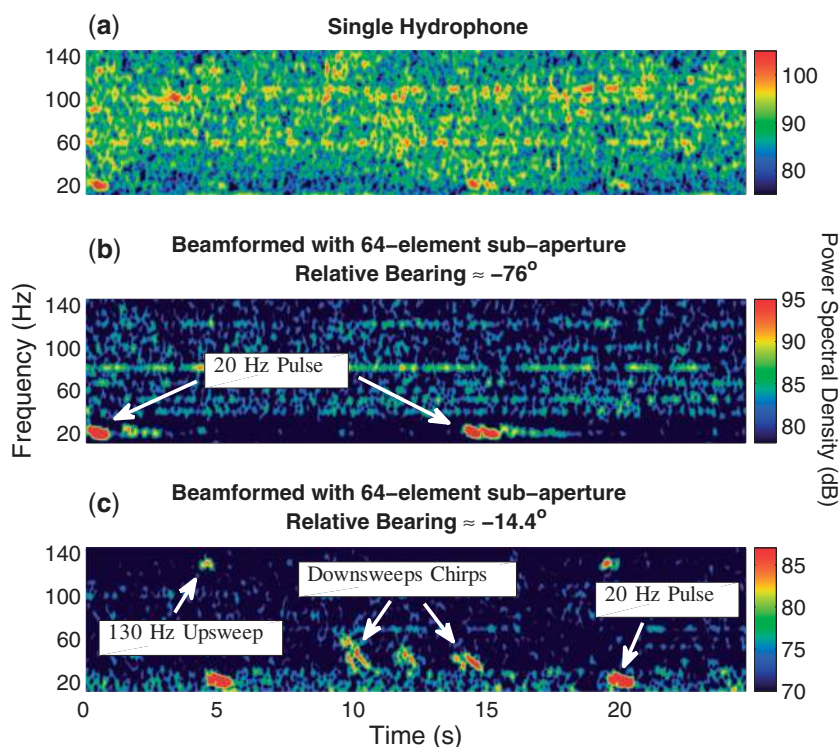 (a)
Single Hydrophone
140
100
60
20
100
90
80
(b)
Beamformed with 64−element sub−aperture
Relative Bearing ≈ −76°
140
100
60
20
20 Hz Pulse
95
90
85
80
Frequency (Hz)
Power Spectral Density (dB)
(c)
Beamformed with 64−element sub−aperture
Relative Bearing ≈ −14.4°
140
100
60
20
Downsweeps Chirps
20 Hz Pulse
130 Hz Upsweep
85
80
75
70
0 5 10 15 20
Time (s)